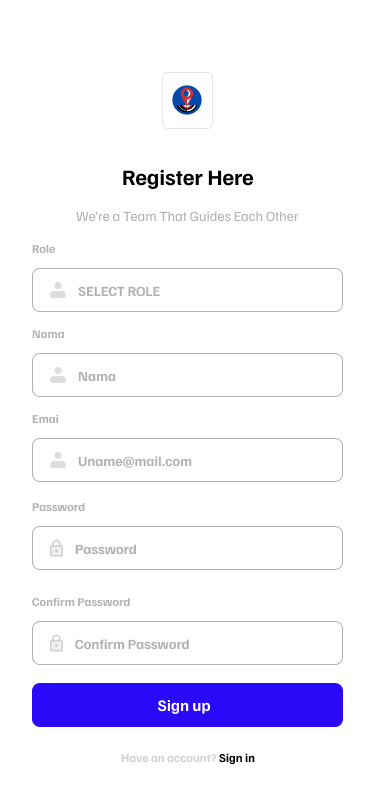 Register Here
We're a Team That Guides Each Other
Role
SELECT ROLE
Nama
Nama
Emai
Uname@mail.com
Password
Password
Confirm Password
Confirm Password
Sign up
Have an account? Sign in